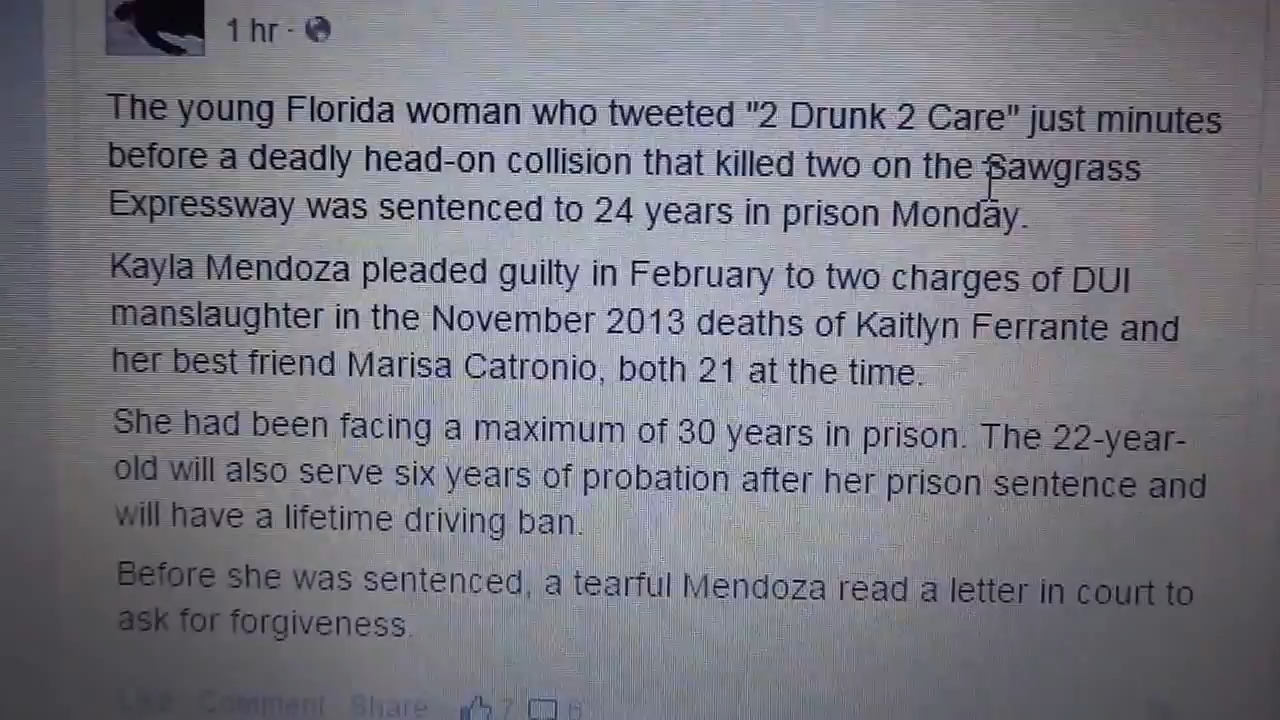 1 hr ·
The young Florida woman who tweeted "2 Drunk 2 Care" just minutes
before a deadly head-on collision that killed two on the Sawgrass
Expressway was sentenced to 24 years in prison Monday.
Kayla Mendoza pleaded guilty in February to two charges of DUI
manslaughter in the November 2013 deaths of Kaitlyn Ferrante and
her best friend Marisa Catronio, both 21 at the time.
She had been facing a maximum of 30 years in prison. The 22-year-
old will also serve six years of probation after her prison sentence and
will have a lifetime driving ban.
Before she was sentenced, a tearful Mendoza read a letter in court to
ask for forgiveness.
Like Comment Share 7 6